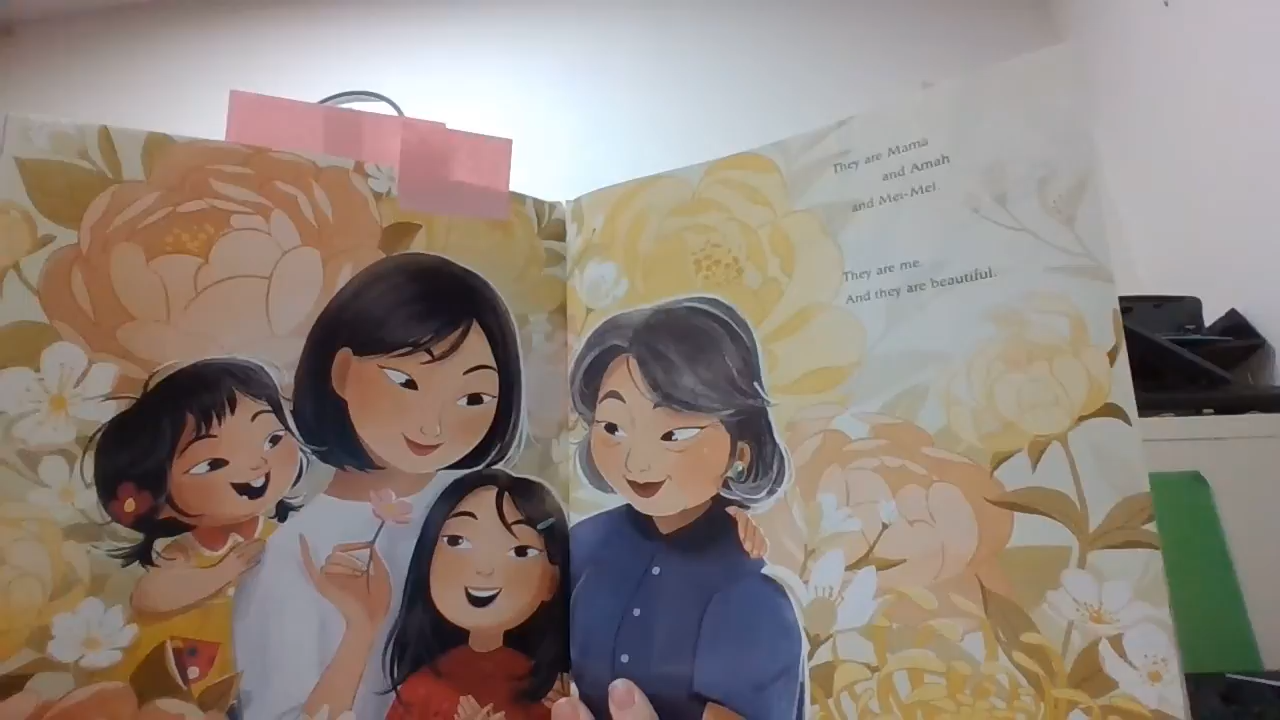 They are Mama
and Amah
and Mei-Mei.
They are me.
And they are beautiful.